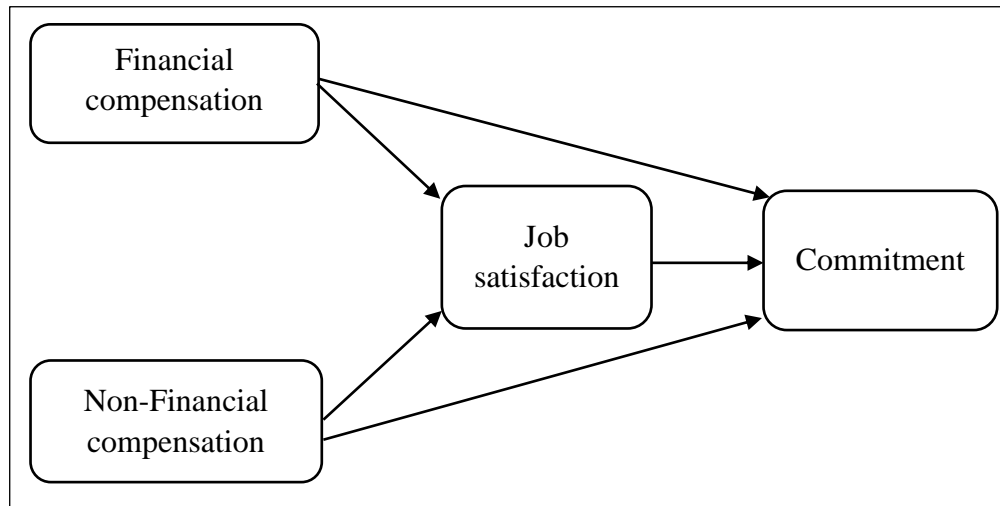 Financial
compensation
Job
satisfaction
Commitment
Non-Financial
compensation